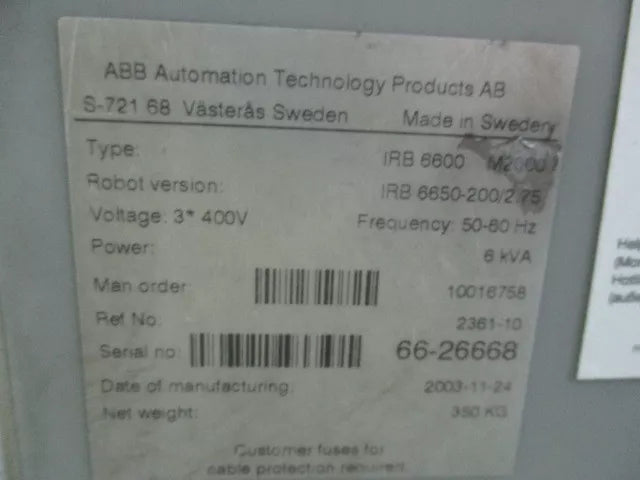 ABB Automation Technology Products AB
S-721 68 Västerås Sweden Made in Sweden
Type: IRB 6600 M2000
Robot version: IRB 6650-200/2.75
Voltage: 3* 400V Frequency: 50-60 Hz
Power: 6 kVA
Man order: 10016758
Ref No: 2361-10
Serial no: 66-26668
Date of manufacturing: 2003-11-24
Net weight: 350 KG
Customer fuses for
cable protection required